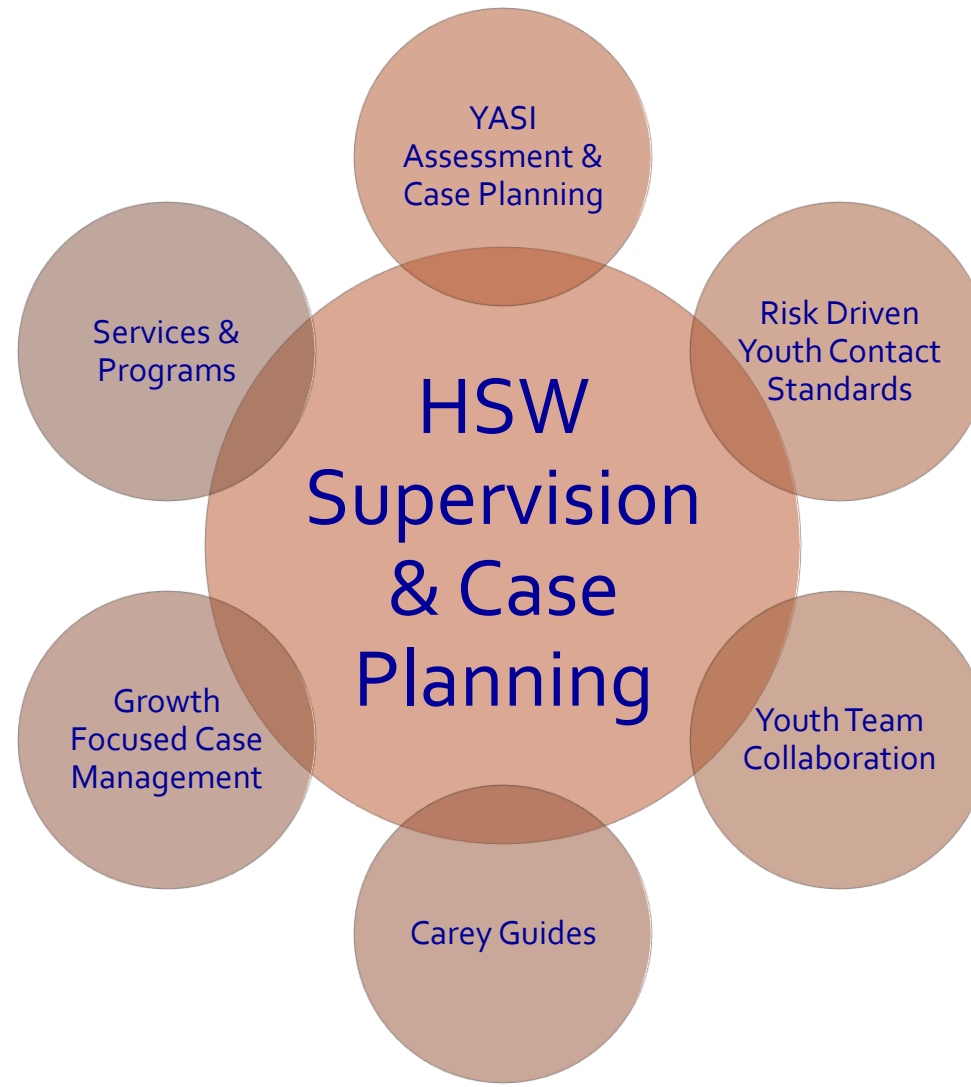 YASI
Assessment &
Case Planning
Risk Driven
Youth Contact
Standards
Youth Team
Collaboration
Carey Guides
Growth
Focused Case
Management
Services &
Programs
HSW
Supervision
& Case
Planning